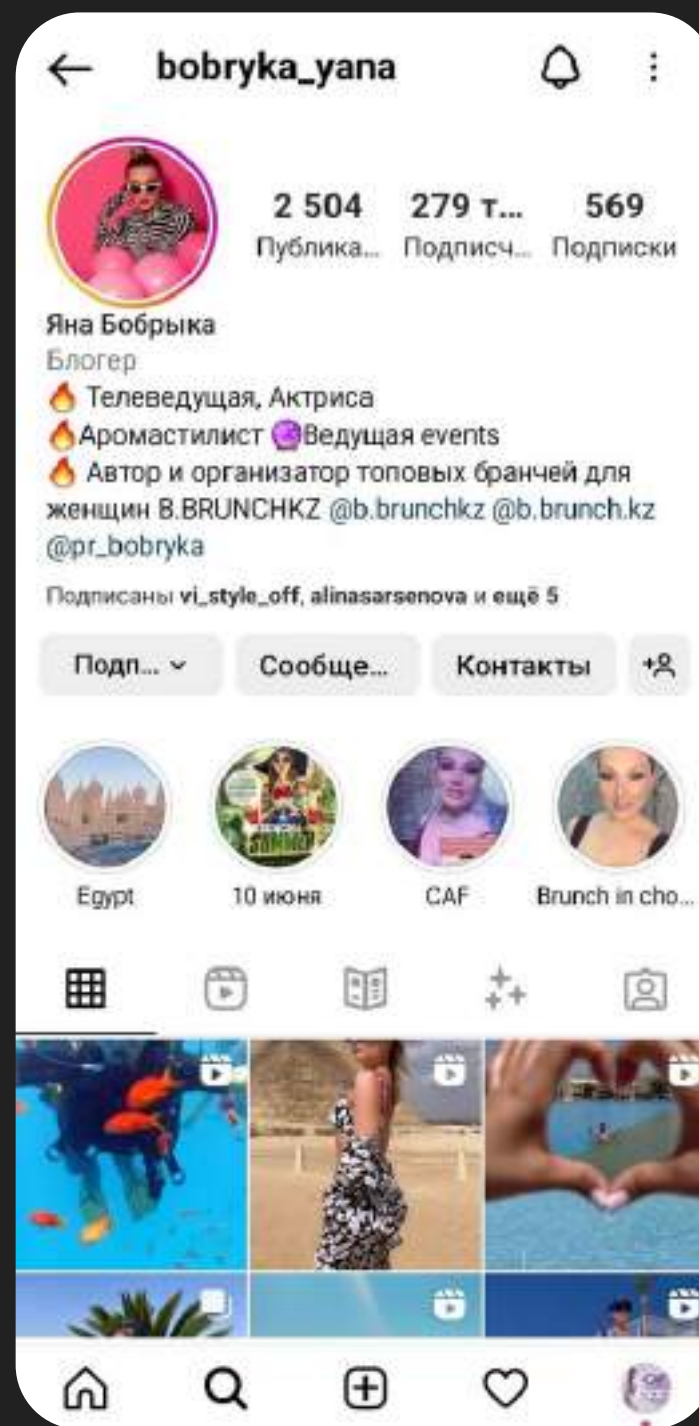 bobryka_yana
2 504 279 т... 569
Публика... Подписч... Подписки
Яна Бобрыка
Блогер
🔥 Телеведущая, Актриса
🔥Аромастилист 🔮Ведущая events
🔥 Автор и организатор топовых бранчей для
женщин B.BRUNCHKZ @b.brunchkz @b.brunch.kz
@pr_bobryka
Подписаны vi_style_off, alinasarsenova и ещё 5
Подп... Сообще... Контакты
SUMMER
Egypt 10 июня CAF Brunch in cho...